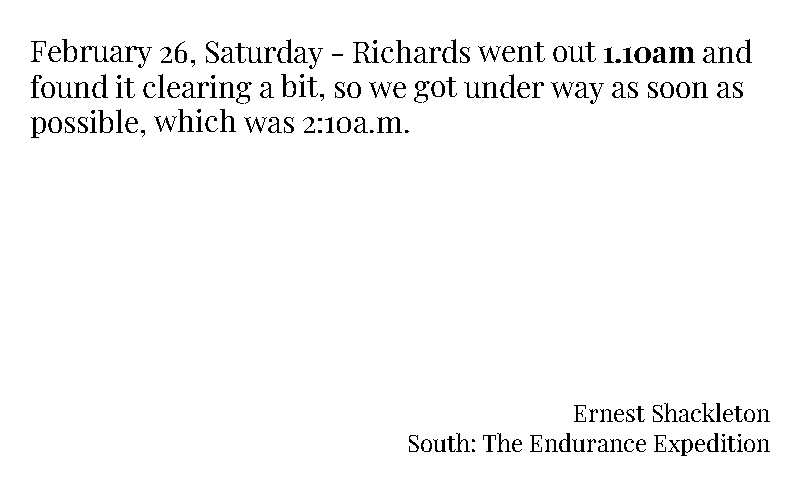 February 26, Saturday - Richards went out 1.10am and
found it clearing a bit, so we got under way as soon as
possible, which was 2:10a.m.
Ernest Shackleton
South: The Endurance Expedition